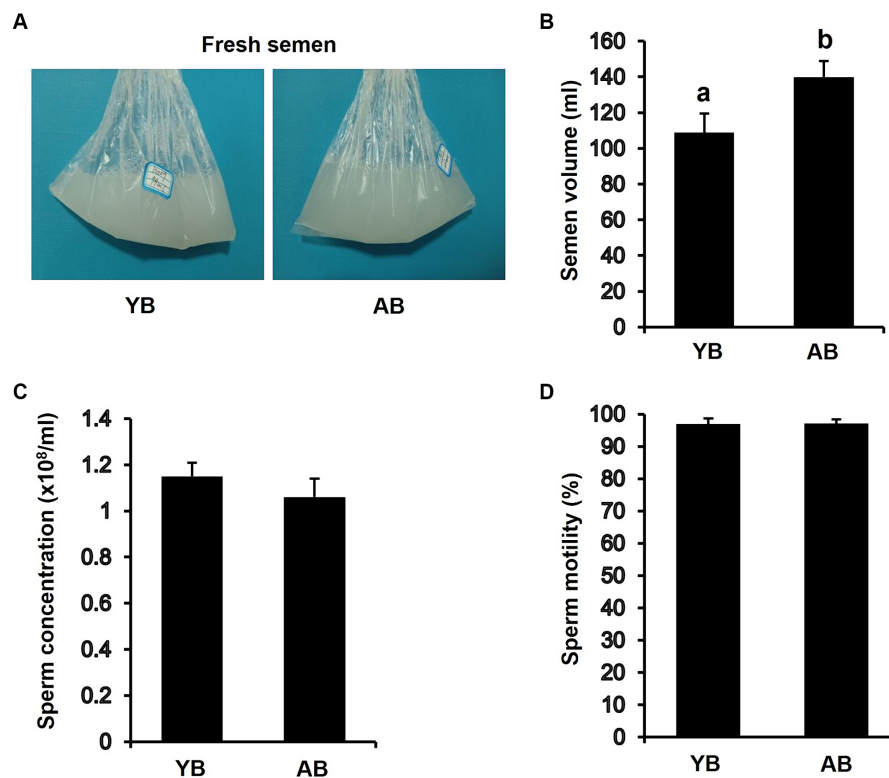 A
Fresh semen
YB
AB
B
Semen volume (ml)
160
140
120
100
80
60
40
20
0
a
b
YB
AB
C
Sperm concentration (x10⁸/ml)
1.4
1.2
1
0.8
0.6
0.4
0.2
0
YB
AB
D
Sperm motility (%)
100
90
80
70
60
50
40
30
20
10
0
YB
AB